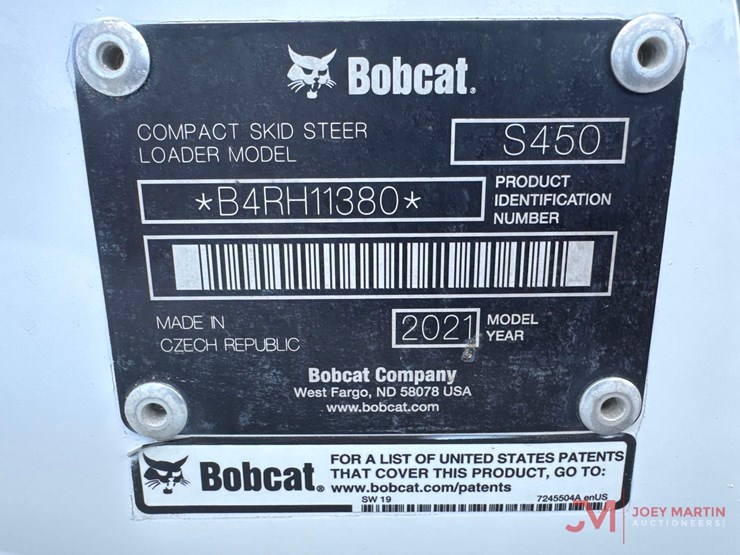 Bobcat.
COMPACT SKID STEER
LOADER MODEL
S450
*B4RH11380*
PRODUCT
IDENTIFICATION
NUMBER
MADE IN
CZECH REPUBLIC
2021
MODEL
YEAR
Bobcat Company
West Fargo, ND 58078 USA
www.bobcat.com
Bobcat.
FOR A LIST OF UNITED STATES PATENTS
THAT COVER THIS PRODUCT, GO TO:
www.bobcat.com/patents
SW 19
7245504A enUS
JM
JOEY MARTIN
AUCTIONEERS